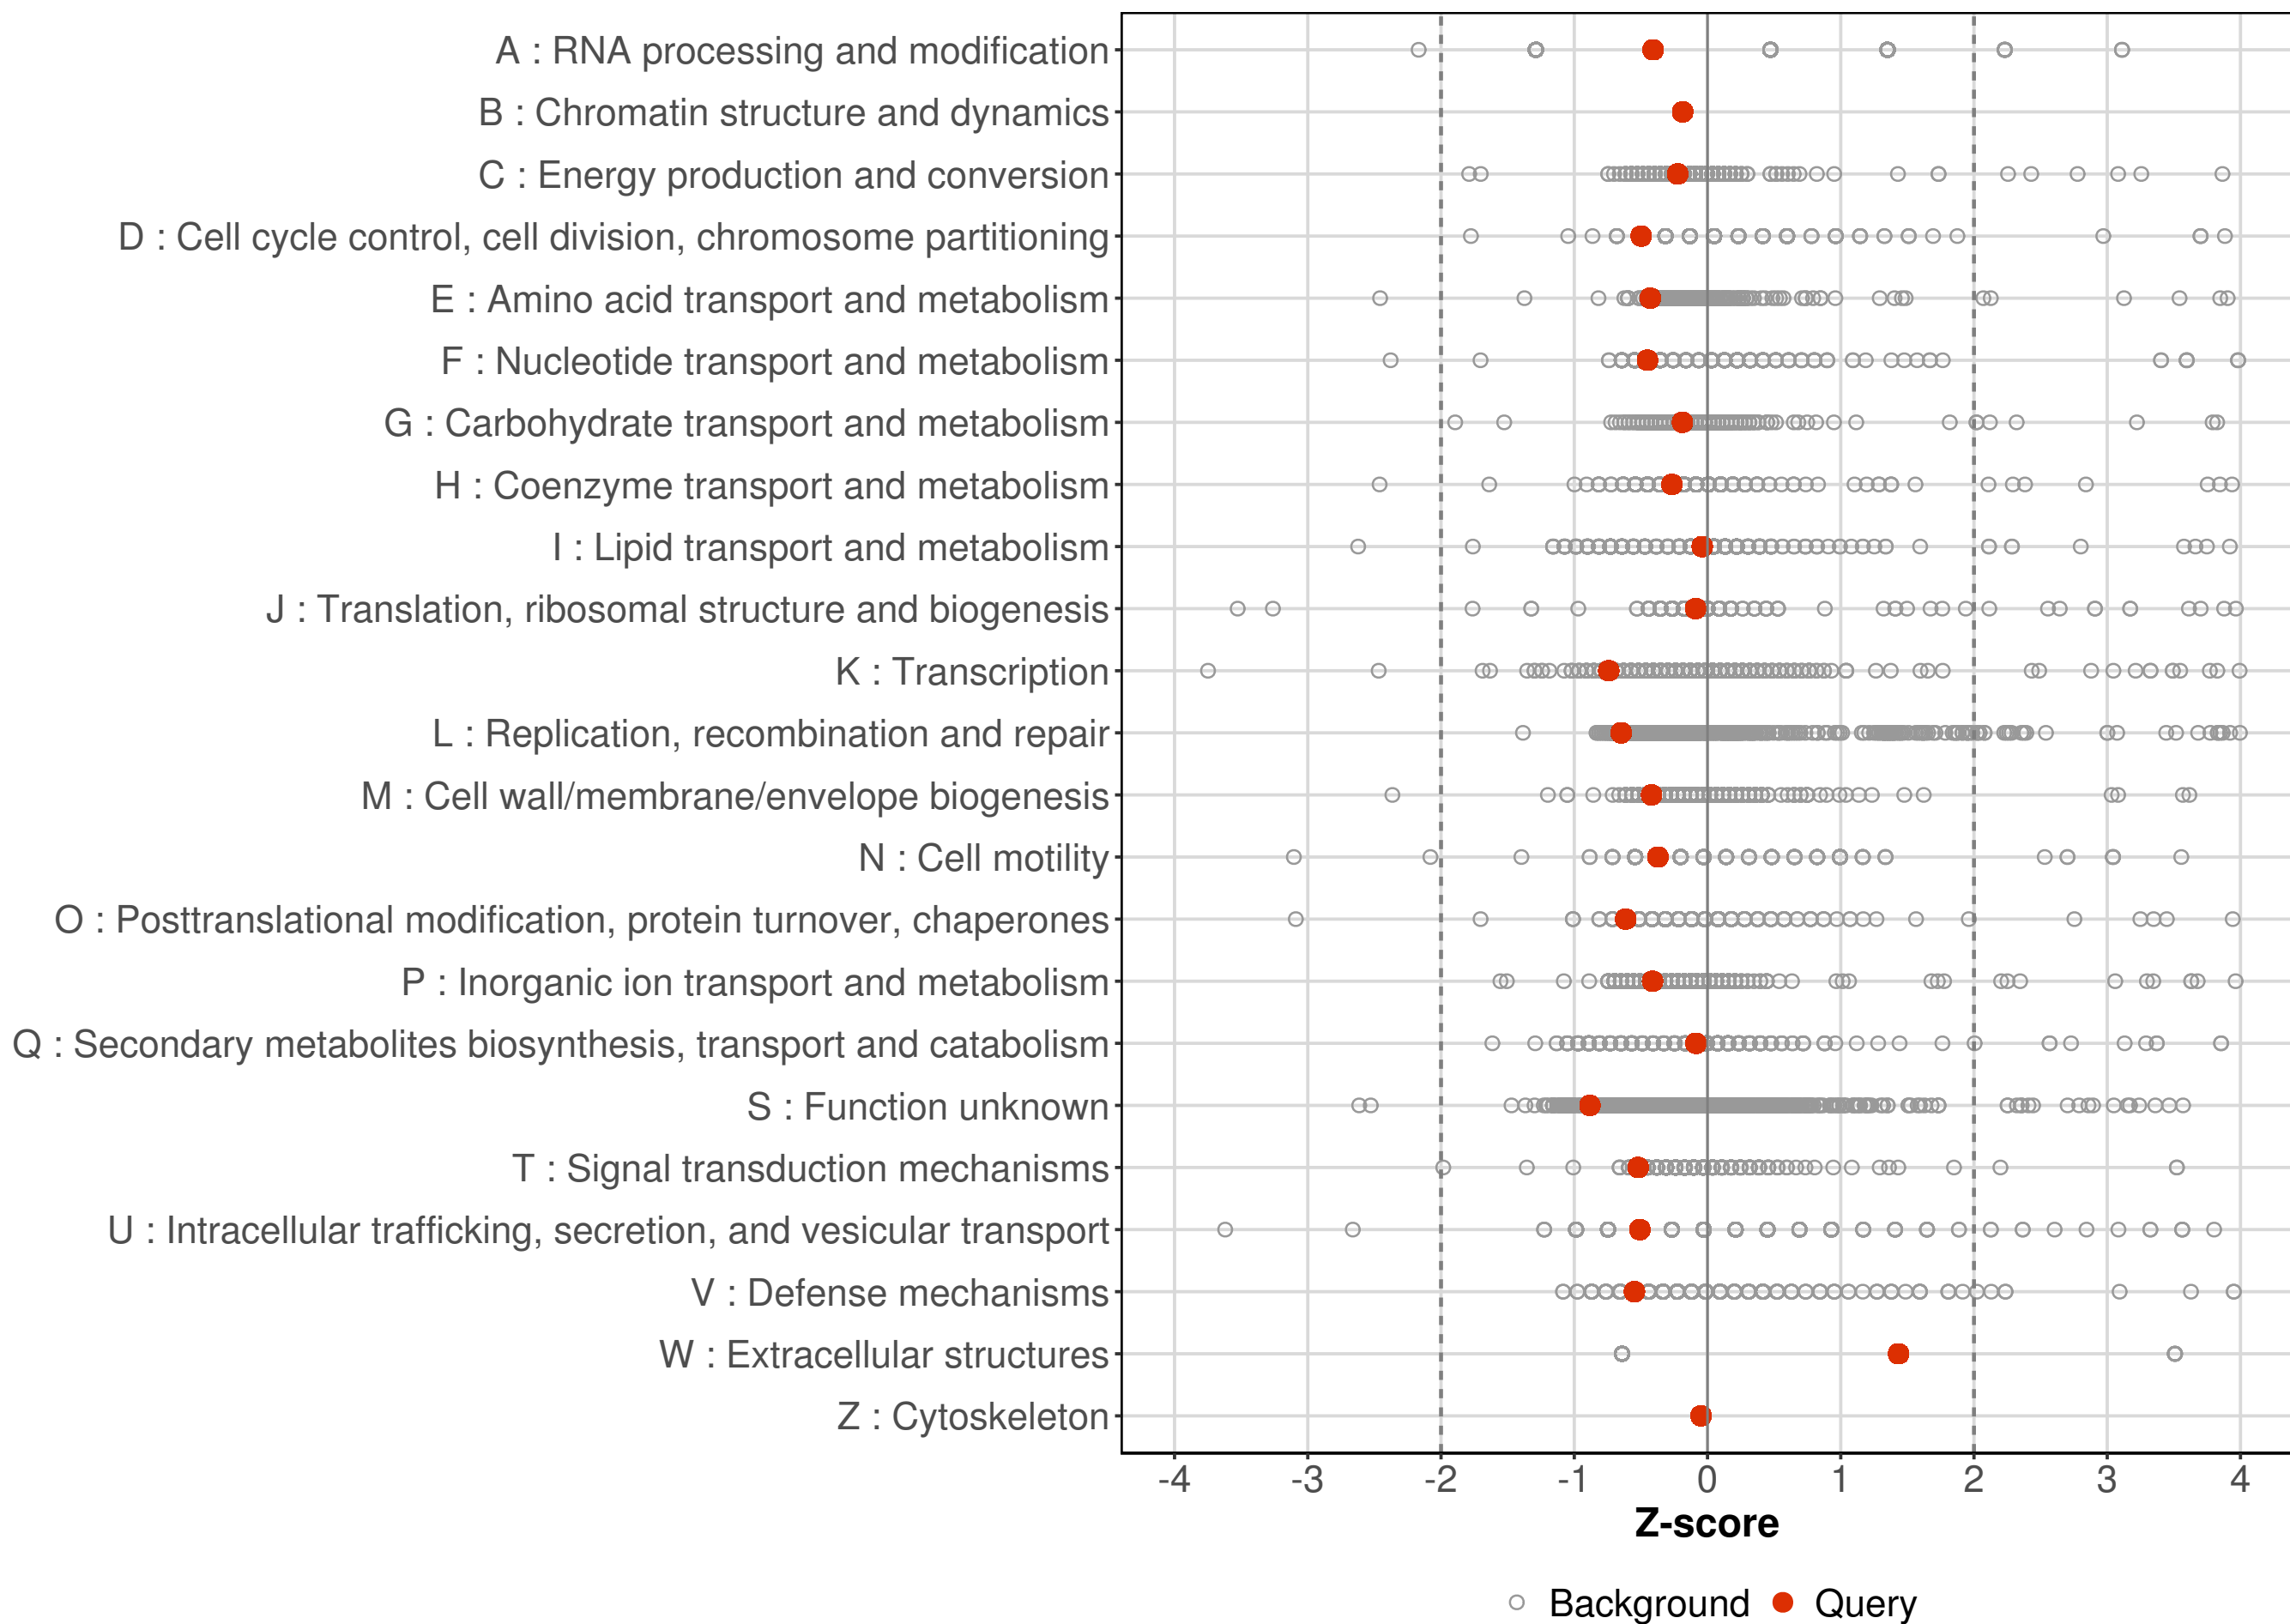 A : RNA processing and modification
B : Chromatin structure and dynamics
C : Energy production and conversion
D : Cell cycle control, cell division, chromosome partitioning
E : Amino acid transport and metabolism
F : Nucleotide transport and metabolism
G : Carbohydrate transport and metabolism
H : Coenzyme transport and metabolism
I : Lipid transport and metabolism
J : Translation, ribosomal structure and biogenesis
K : Transcription
L : Replication, recombination and repair
M : Cell wall/membrane/envelope biogenesis
N : Cell motility
O : Posttranslational modification, protein turnover, chaperones
P : Inorganic ion transport and metabolism
Q : Secondary metabolites biosynthesis, transport and catabolism
S : Function unknown
T : Signal transduction mechanisms
U : Intracellular trafficking, secretion, and vesicular transport
V : Defense mechanisms
W : Extracellular structures
Z : Cytoskeleton
-4 -3 -2 -1 0 1 2 3 4
Z-score
Background Query